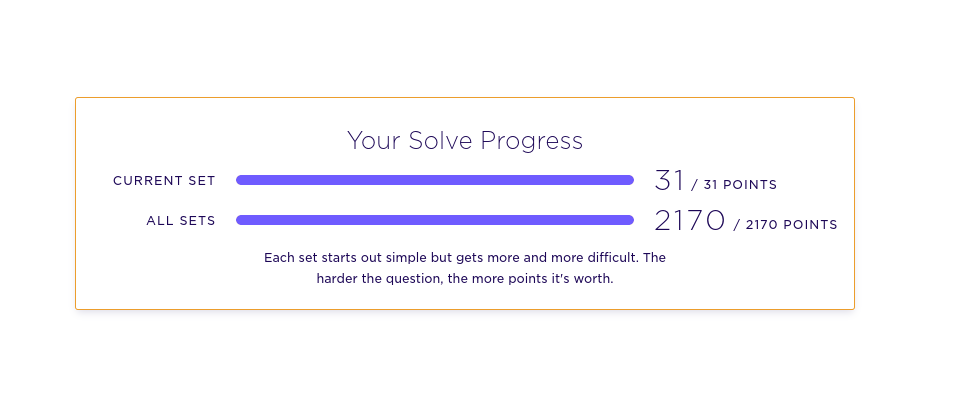 Your Solve Progress
CURRENT SET 31 / 31 POINTS
ALL SETS 2170 / 2170 POINTS
Each set starts out simple but gets more and more difficult. The
harder the question, the more points it's worth.